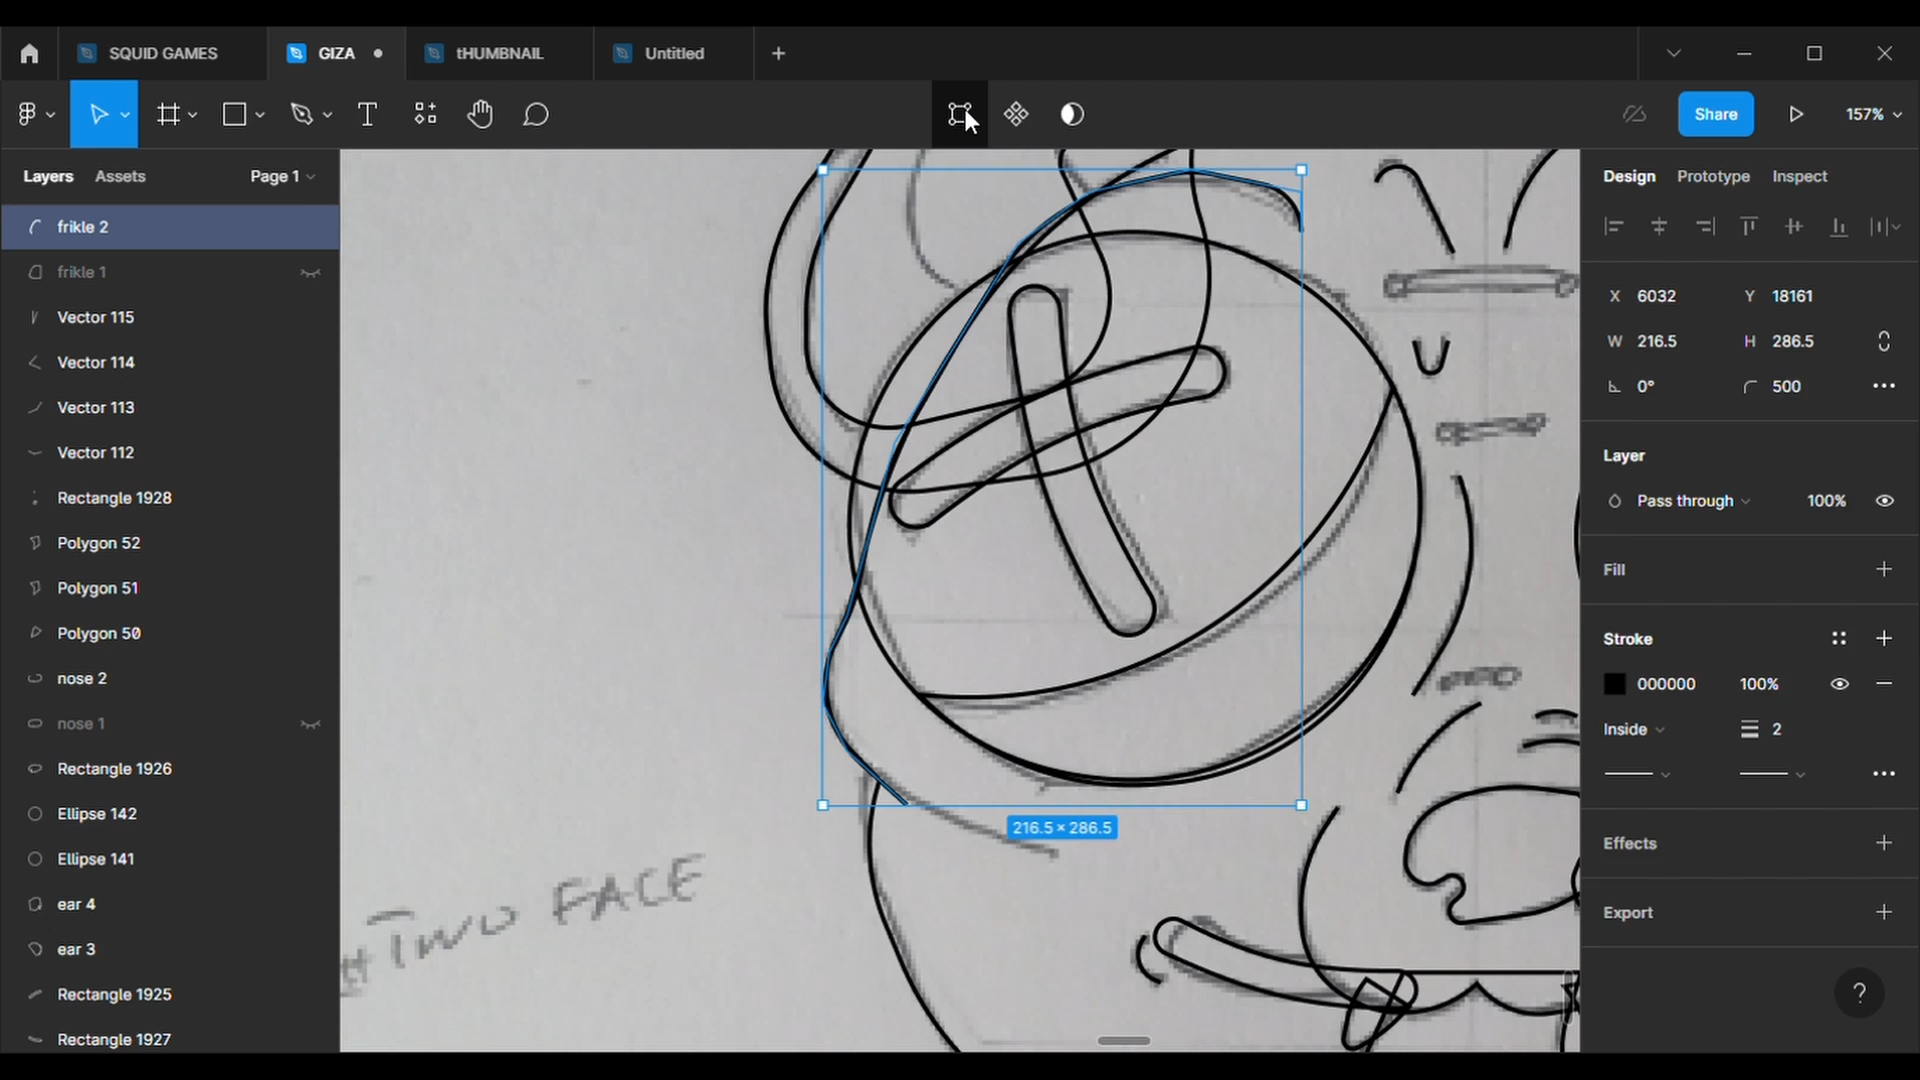 SQUID GAMES
GIZA
tHUMBNAIL
Untitled
Share
157%
Layers
Assets
Page 1
Design
Prototype
Inspect
frikle 2
frikle 1
Vector 115
Vector 114
Vector 113
Vector 112
Rectangle 1928
Polygon 52
Polygon 51
Polygon 50
nose 2
nose 1
Rectangle 1926
Ellipse 142
Ellipse 141
ear 4
ear 3
Rectangle 1925
Rectangle 1927
216.5 × 286.5
# TWO FACE
X 6032
Y 18161
W 216.5
H 286.5
0°
500
Layer
Pass through
100%
Fill
Stroke
000000
100%
Inside
2
Effects
Export
?